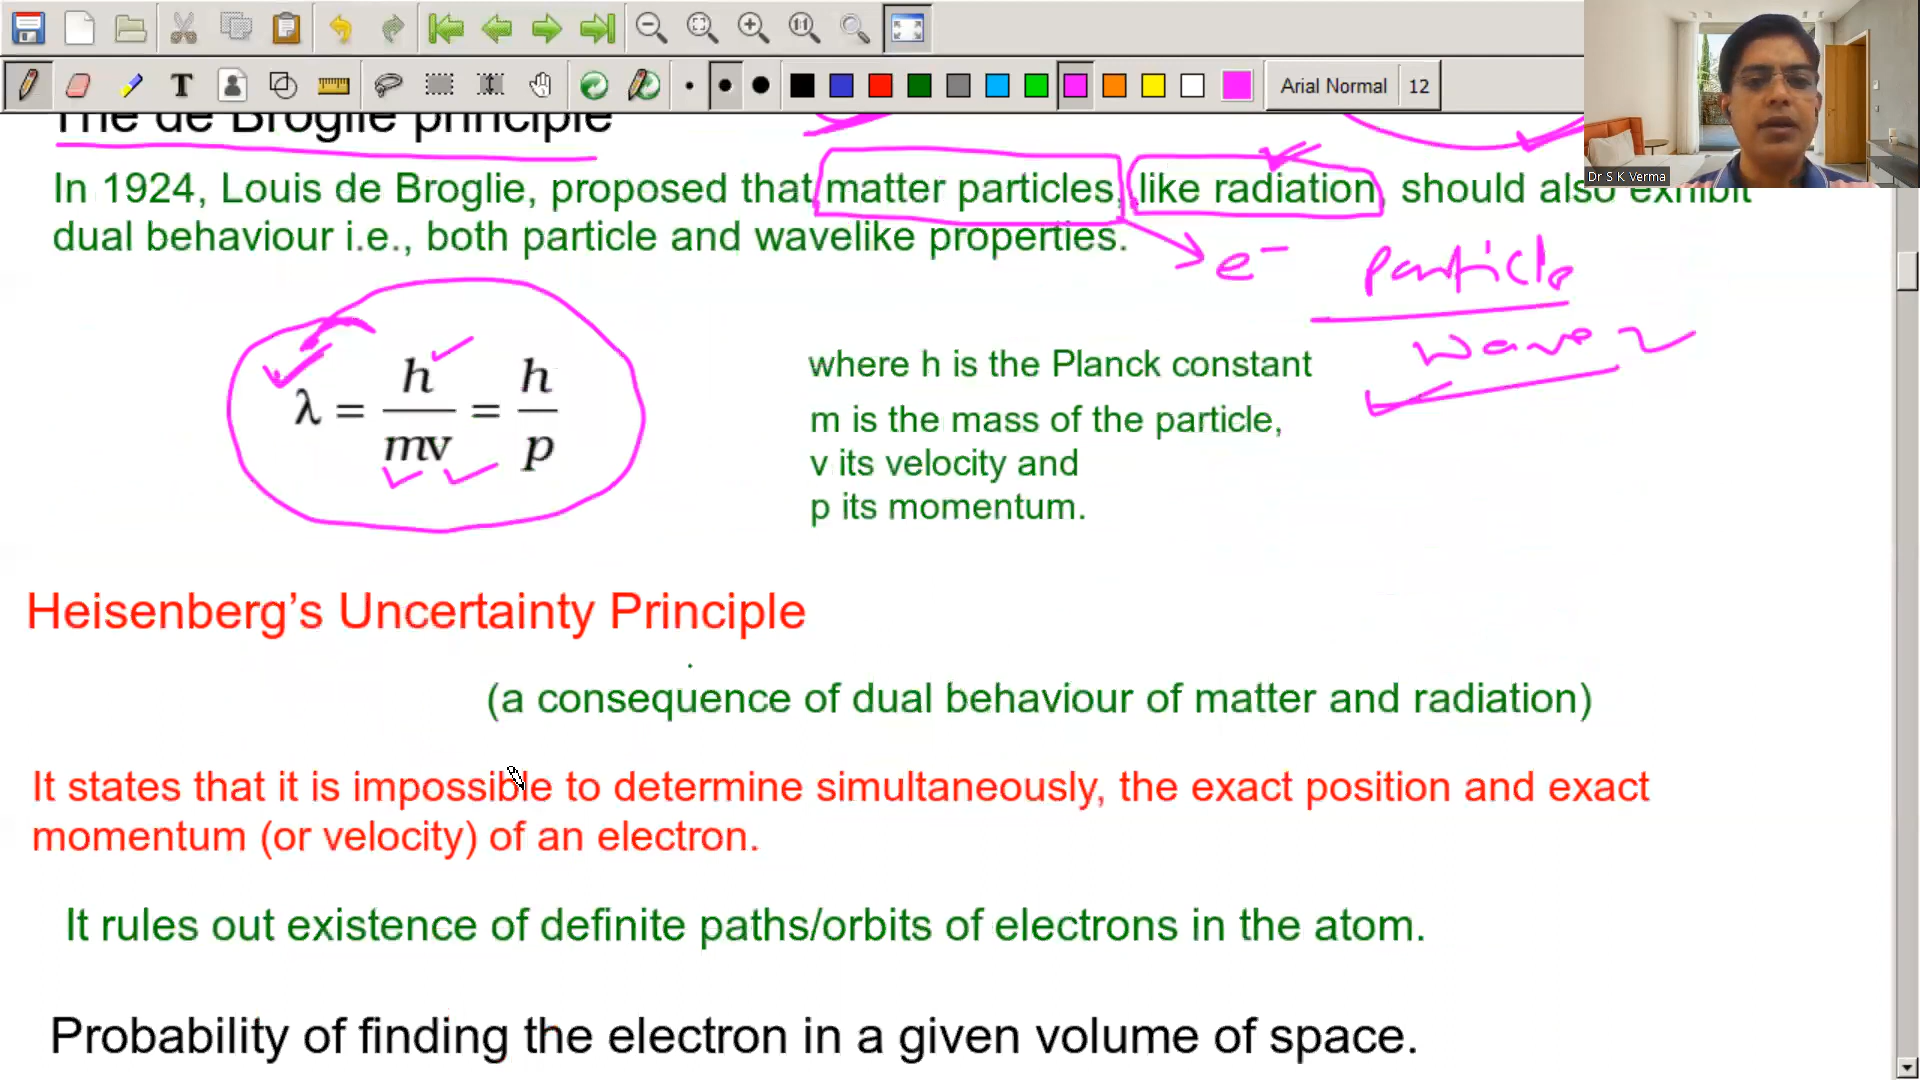 Arial Normal 12
Dr S K Verma
The de Broglie principle
In 1924, Louis de Broglie, proposed that matter particles, like radiation, should also exhibit
dual behaviour i.e., both particle and wavelike properties.
e⁻ particle
wave
λ = h/mv = h/p
where h is the Planck constant
m is the mass of the particle,
v its velocity and
p its momentum.
Heisenberg’s Uncertainty Principle
(a consequence of dual behaviour of matter and radiation)
It states that it is impossible to determine simultaneously, the exact position and exact
momentum (or velocity) of an electron.
It rules out existence of definite paths/orbits of electrons in the atom.
Probability of finding the electron in a given volume of space.